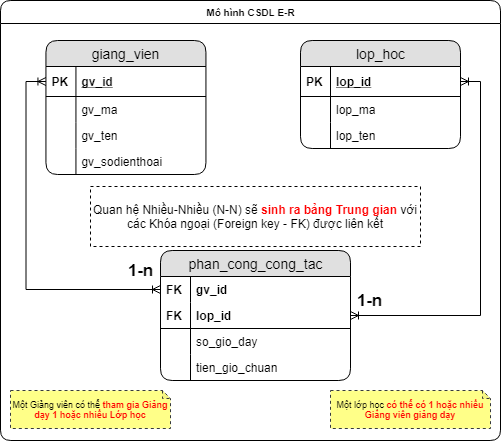 Mô hình CSDL E-R
giang_vien
PK gv_id
gv_ma
gv_ten
gv_sodienthoai
lop_hoc
PK lop_id
lop_ma
lop_ten
Quan hệ Nhiều-Nhiều (N-N) sẽ sinh ra bảng Trung gian với
các Khóa ngoại (Foreign key - FK) được liên kết
1-n
phan_cong_cong_tac
FK gv_id
FK lop_id
so_gio_day
tien_gio_chuan
1-n
Một Giảng viên có thể tham gia Giảng
dạy 1 hoặc nhiều Lớp học
Một lớp học có thể có 1 hoặc nhiều
Giảng viên giảng dạy